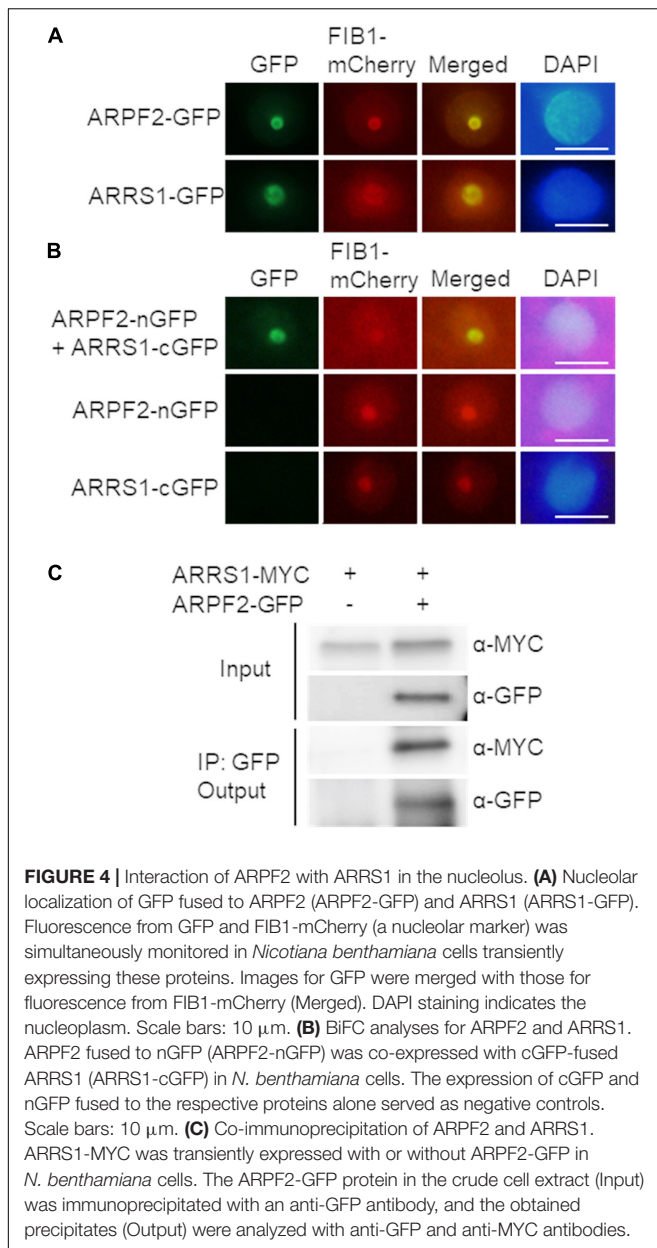 A
GFP FIB1-mCherry Merged DAPI
ARPF2-GFP
ARRS1-GFP
B
GFP FIB1-mCherry Merged DAPI
ARPF2-nGFP + ARRS1-cGFP
ARPF2-nGFP
ARRS1-cGFP
C
ARRS1-MYC + +
ARPF2-GFP - +
Input
α-MYC
α-GFP
IP: GFP Output
α-MYC
α-GFP
FIGURE 4 | Interaction of ARPF2 with ARRS1 in the nucleolus. (A) Nucleolar
localization of GFP fused to ARPF2 (ARPF2-GFP) and ARRS1 (ARRS1-GFP).
Fluorescence from GFP and FIB1-mCherry (a nucleolar marker) was
simultaneously monitored in Nicotiana benthamiana cells transiently
expressing these proteins. Images for GFP were merged with those for
fluorescence from FIB1-mCherry (Merged). DAPI staining indicates the
nucleoplasm. Scale bars: 10 μm. (B) BiFC analyses for ARPF2 and ARRS1.
ARPF2 fused to nGFP (ARPF2-nGFP) was co-expressed with cGFP-fused
ARRS1 (ARRS1-cGFP) in N. benthamiana cells. The expression of cGFP and
nGFP fused to the respective proteins alone served as negative controls.
Scale bars: 10 μm. (C) Co-immunoprecipitation of ARPF2 and ARRS1.
ARRS1-MYC was transiently expressed with or without ARPF2-GFP in
N. benthamiana cells. The ARPF2-GFP protein in the crude cell extract (Input)
was immunoprecipitated with an anti-GFP antibody, and the obtained
precipitates (Output) were analyzed with anti-GFP and anti-MYC antibodies.